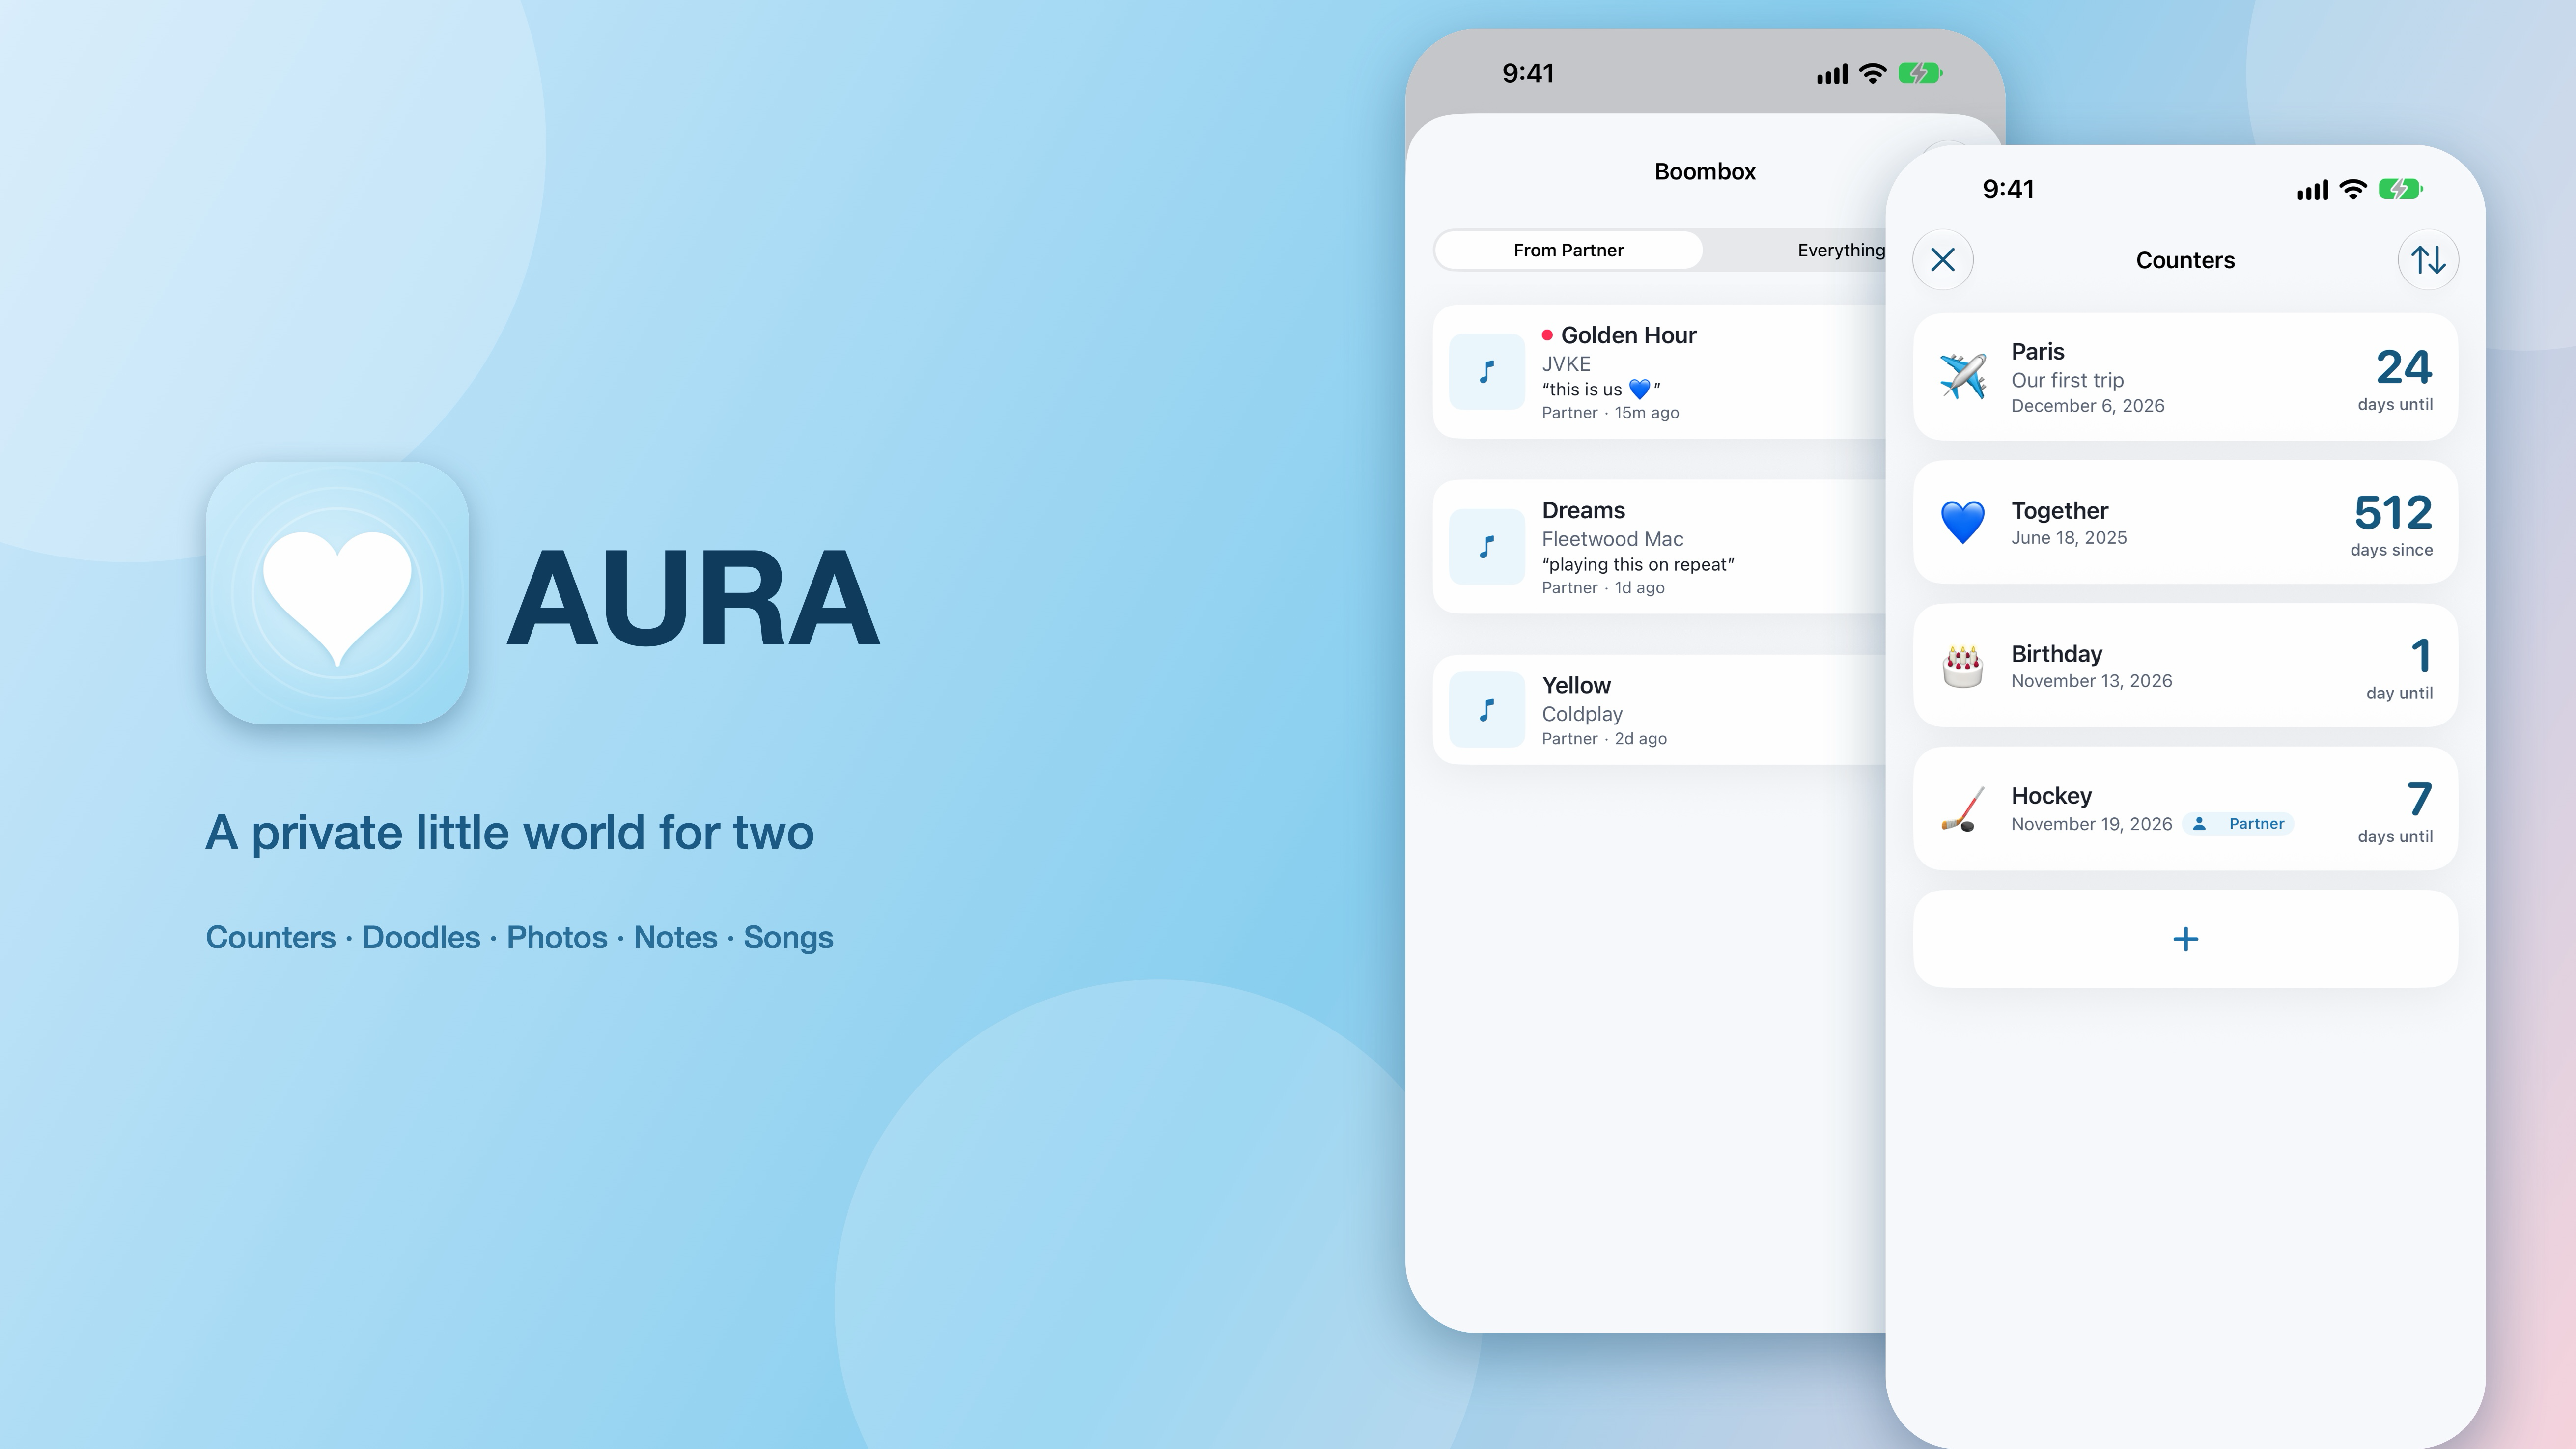 AURA
A private little world for two
Counters · Doodles · Photos · Notes · Songs
9:41
Boombox
From Partner
Everything
Golden Hour
JVKE
“this is us 💙”
Partner · 15m ago
Dreams
Fleetwood Mac
“playing this on repeat”
Partner · 1d ago
Yellow
Coldplay
Partner · 2d ago
9:41
Counters
Paris
Our first trip
December 6, 2026
24
days until
Together
June 18, 2025
512
days since
Birthday
November 13, 2026
1
day until
Hockey
November 19, 2026
Partner
7
days until